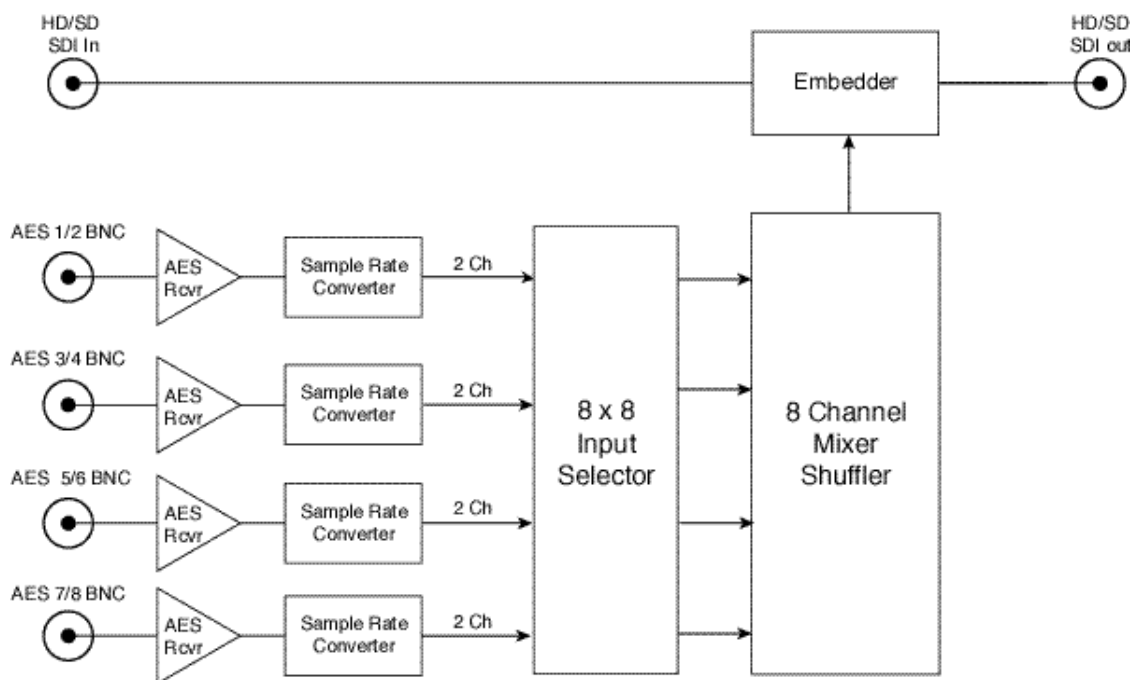 HD/SD
SDI In
HD/SD
SDI out
Embedder
AES 1/2 BNC
AES
Rcvr
Sample Rate
Converter
2 Ch
AES 3/4 BNC
AES
Rcvr
Sample Rate
Converter
2 Ch
8 x 8
Input
Selector
8 Channel
Mixer
Shuffler
AES 5/6 BNC
AES
Rcvr
Sample Rate
Converter
2 Ch
AES 7/8 BNC
AES
Rcvr
Sample Rate
Converter
2 Ch